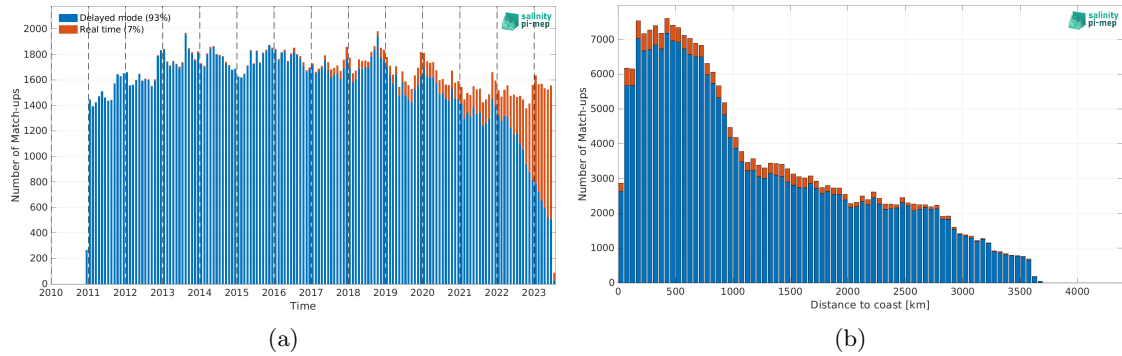 Delayed mode (93%)
Real time (7%)
salinity
pi-mep
2000
1800
1600
1400
1200
1000
800
600
400
200
0
Number of Match-ups
2010 2011 2012 2013 2014 2015 2016 2017 2018 2019 2020 2021 2022 2023
Time
(a)
salinity
pi-mep
7000
6000
5000
4000
3000
2000
1000
0
Number of Match-ups
0 500 1000 1500 2000 2500 3000 3500 4000
Distance to coast [km]
(b)